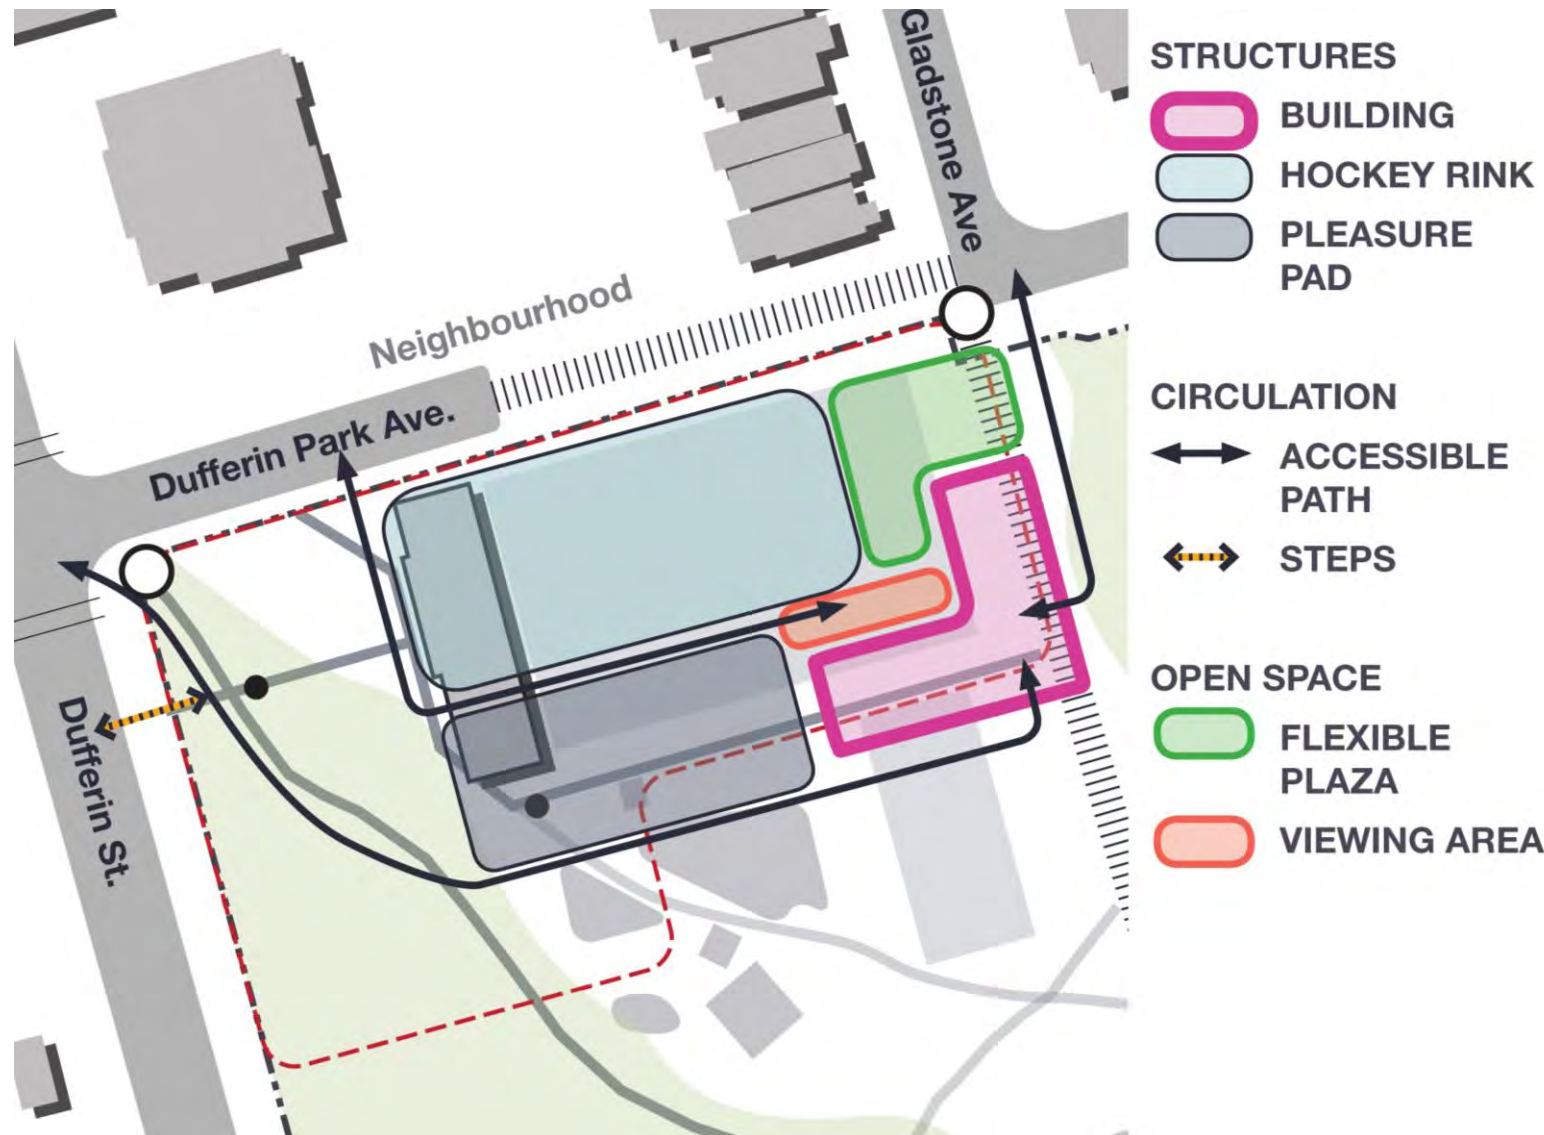 Gladstone Ave
Neighbourhood
Dufferin Park Ave.
Dufferin St.
STRUCTURES
BUILDING
HOCKEY RINK
PLEASURE
PAD
CIRCULATION
ACCESSIBLE
PATH
STEPS
OPEN SPACE
FLEXIBLE
PLAZA
VIEWING AREA